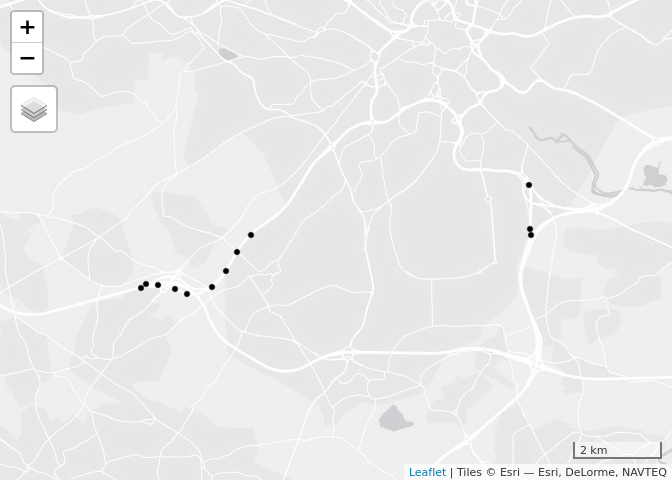 +
−
2 km
Leaflet | Tiles © Esri — Esri, DeLorme, NAVTEQ